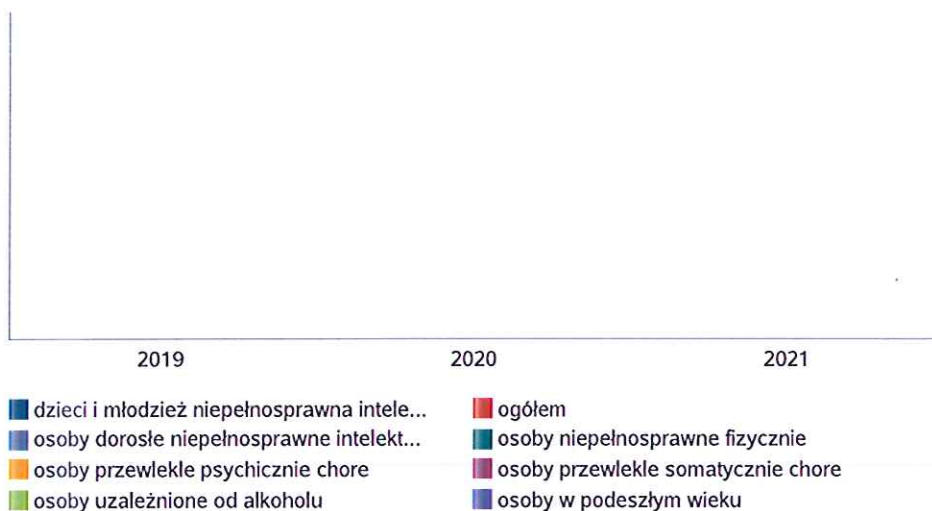 2019 2020 2021
dzieci i młodzież niepełnosprawna intele... ogółem
osoby dorosłe niepełnosprawne intelekt... osoby niepełnosprawne fizycznie
osoby przewlekle psychicznie chore osoby przewlekle somatycznie chore
osoby uzależnione od alkoholu osoby w podeszłym wieku